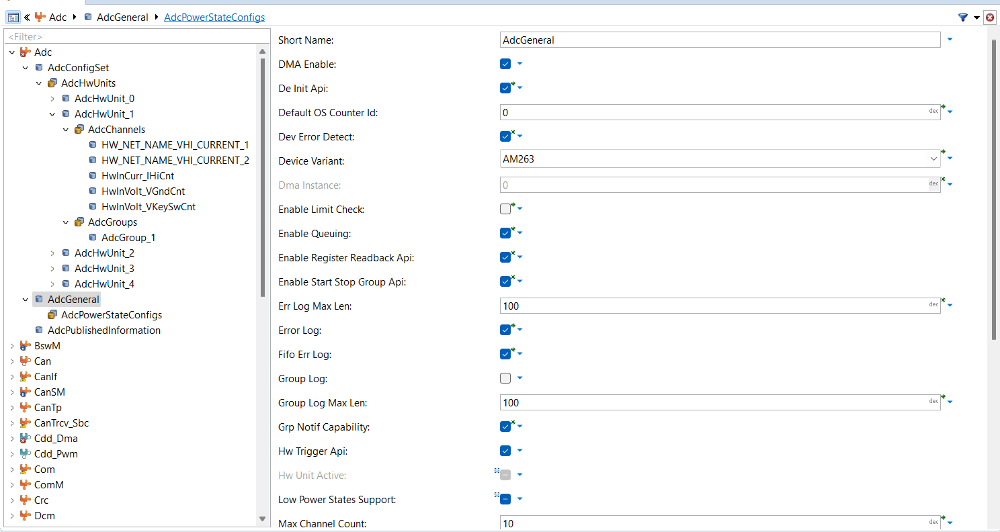 Adc AdcGeneral AdcPowerStateConfigs
<Filter>
Adc
AdcConfigSet
AdcHwUnits
AdcHwUnit_0
AdcHwUnit_1
AdcChannels
HW_NET_NAME_VHI_CURRENT_1
HW_NET_NAME_VHI_CURRENT_2
HwInCurr_IHiCnt
HwInVolt_VGndCnt
HwInVolt_VKeySwCnt
AdcGroups
AdcGroup_1
AdcHwUnit_2
AdcHwUnit_3
AdcHwUnit_4
AdcGeneral
AdcPowerStateConfigs
AdcPublishedInformation
BswM
Can
CanIf
CanSM
CanTp
CanTrcv_Sbc
Cdd_Dma
Cdd_Pwm
Com
ComM
Crc
Dcm
Short Name: AdcGeneral
DMA Enable:
De Init Api:
Default OS Counter Id: 0 dec
Dev Error Detect:
Device Variant: AM263
Dma Instance: 0 dec
Enable Limit Check:
Enable Queuing:
Enable Register Readback Api:
Enable Start Stop Group Api:
Err Log Max Len: 100 dec
Error Log:
Fifo Err Log:
Group Log:
Group Log Max Len: 100 dec
Grp Notif Capability:
Hw Trigger Api:
Hw Unit Active:
Low Power States Support:
Max Channel Count: 10 dec